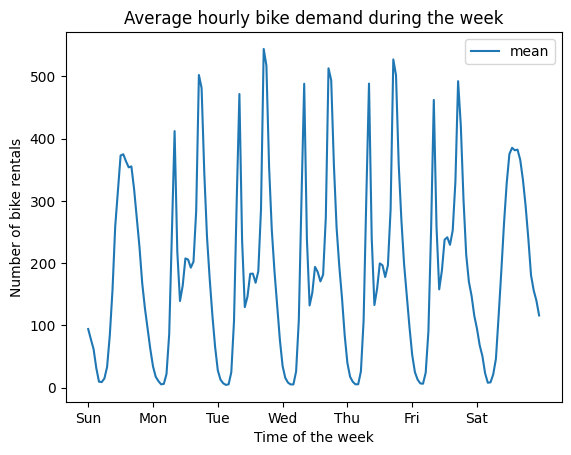 Average hourly bike demand during the week
mean
Number of bike rentals
500
400
300
200
100
0
Sun Mon Tue Wed Thu Fri Sat
Time of the week